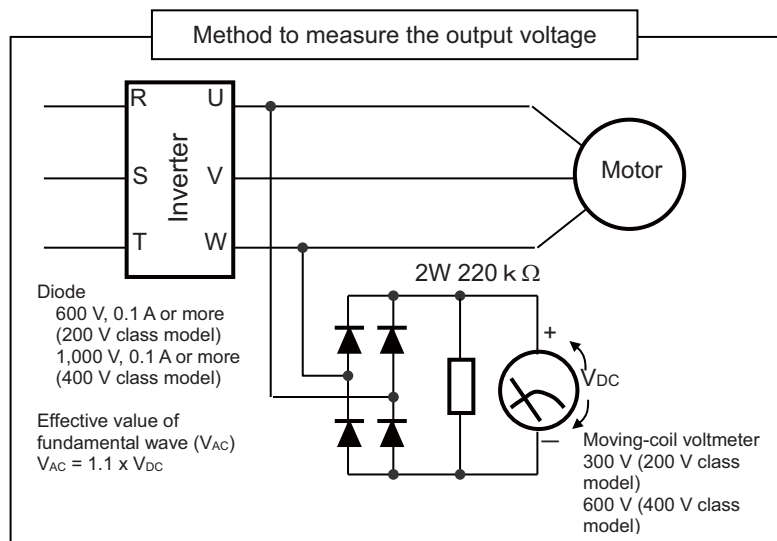 Method to measure the output voltage
R
U
S
V
T
W
Inverter
Motor
2W 220 k Ω
Diode
600 V, 0.1 A or more
(200 V class model)
1,000 V, 0.1 A or more
(400 V class model)
Effective value of
fundamental wave (VAC)
VAC = 1.1 x VDC
+
VDC
−
Moving-coil voltmeter
300 V (200 V class
model)
600 V (400 V class
model)